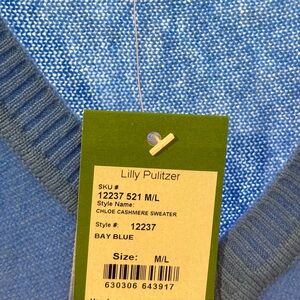 Lilly Pulitzer
SKU #
12237 521 M/L
Style Name:
CHLOE CASHMERE SWEATER
Style #: 12237
BAY BLUE
Size: M/L
630306 643917